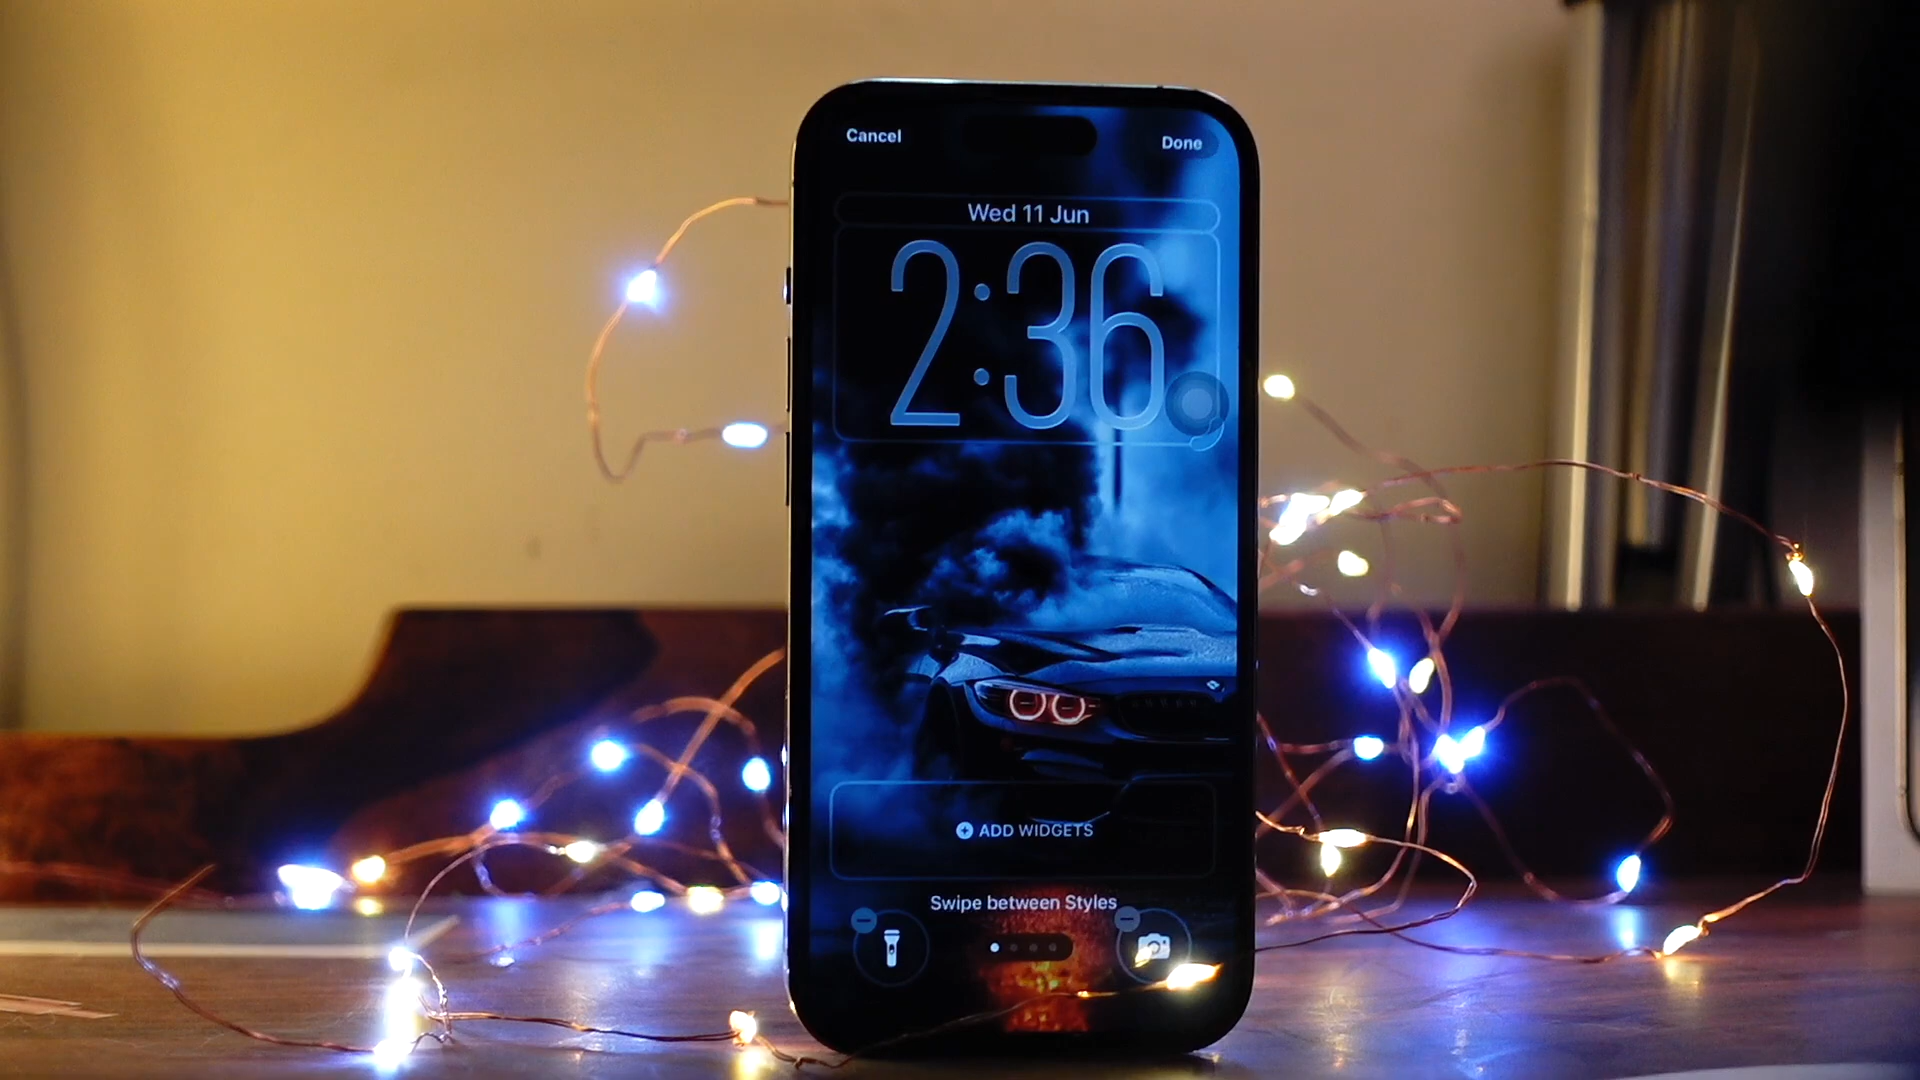 Cancel
Done
Wed 11 Jun
2:36
ADD WIDGETS
Swipe between Styles